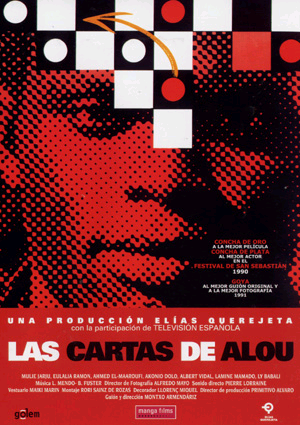 CONCHA DE ORO
A LA MEJOR PELÍCULA
CONCHA DE PLATA
AL MEJOR ACTOR
EN EL
FESTIVAL DE SAN SEBASTIÁN
1990
GOYA
AL MEJOR GUIÓN ORIGINAL Y
A LA MEJOR FOTOGRAFÍA
1991
UNA PRODUCCIÓN ELÍAS QUEREJETA
con la participación de TELEVISIÓN ESPAÑOLA
LAS CARTAS DE ALOU
MULIE JARJU, EULALIA RAMON, AHMED EL-MAAROUFI, AKONIO DOLO, ALBERT VIDAL, LAMINE MAMADO, LY BABALI
Música L. MENDO - B. FUSTER Director de Fotografía ALFREDO MAYO Sonido directo PIERRE LORRAINE
Vestuario MAIKI MARIN Montaje RORI SAINZ DE ROZAS Decorador LLORENÇ MIQUEL Director de producción PRIMITIVO ALVARO
Guión y dirección MONTXO ARMENDÁRIZ
golem
manga films